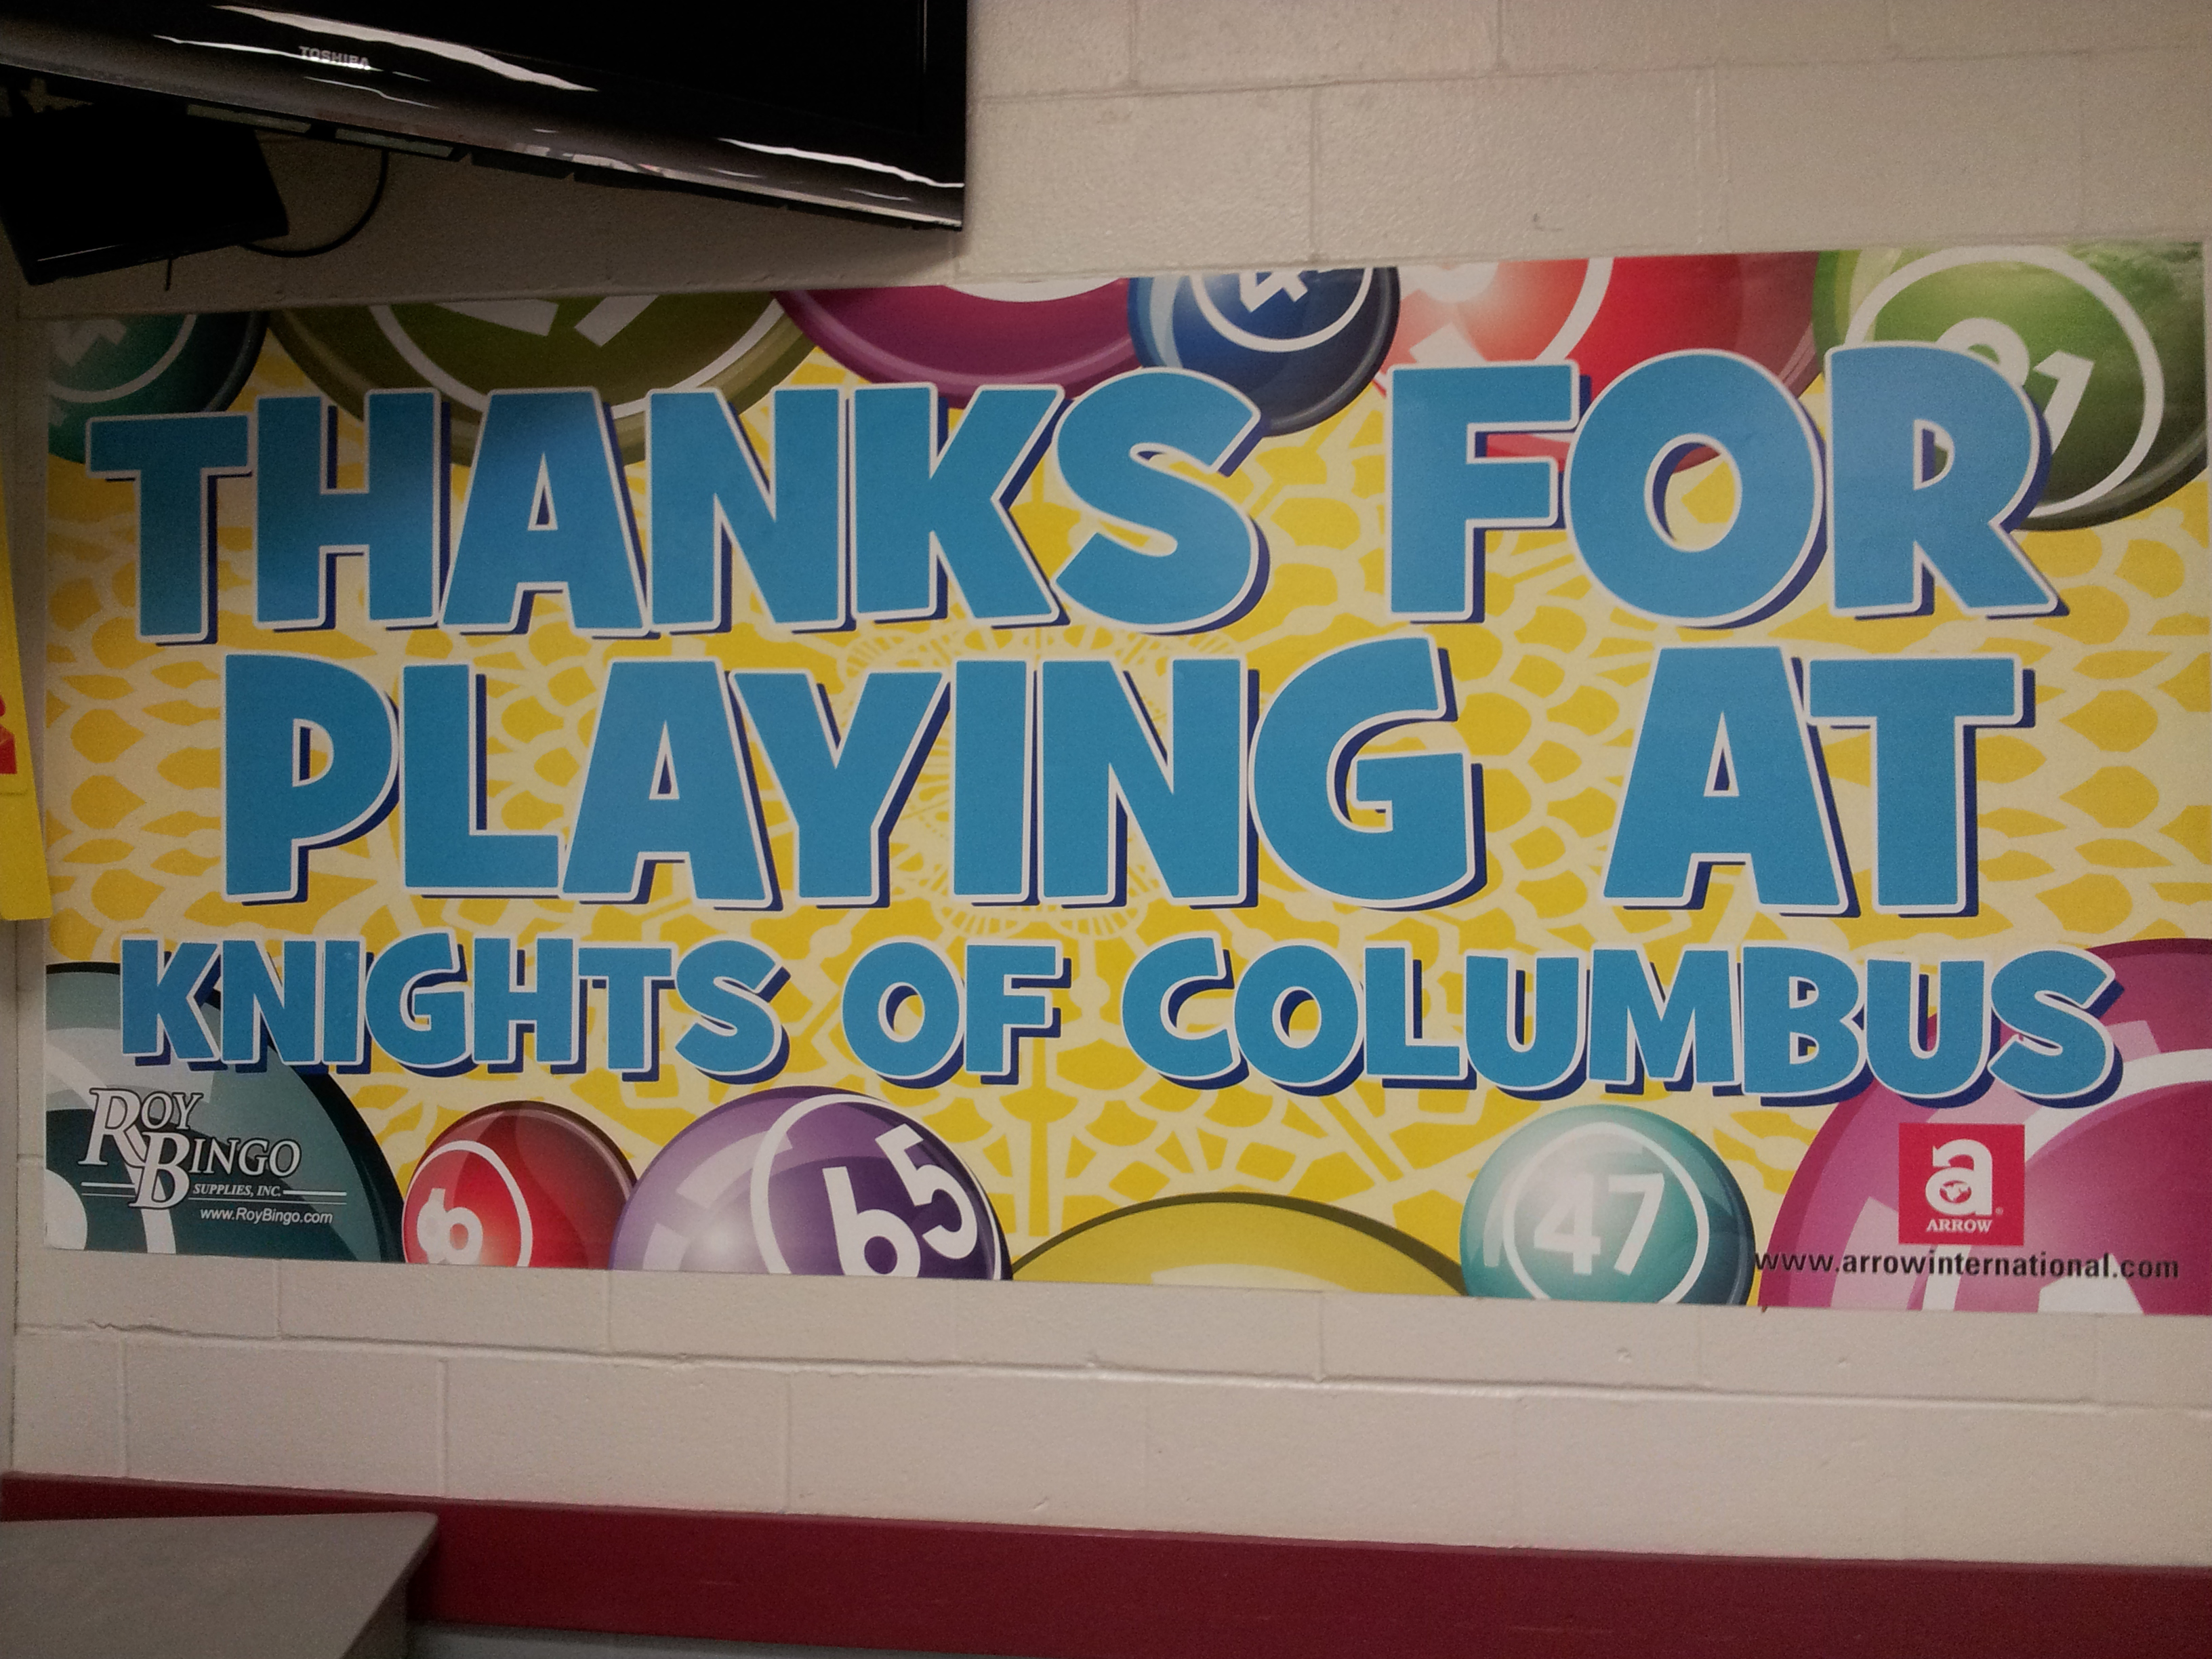 TOSHIBA
THANKS FOR
PLAYING AT
KNIGHTS OF COLUMBUS
ROY
BINGO
SUPPLIES, INC.
www.RoyBingo.com
6
65
47
a
ARROW
www.arrowinternational.com